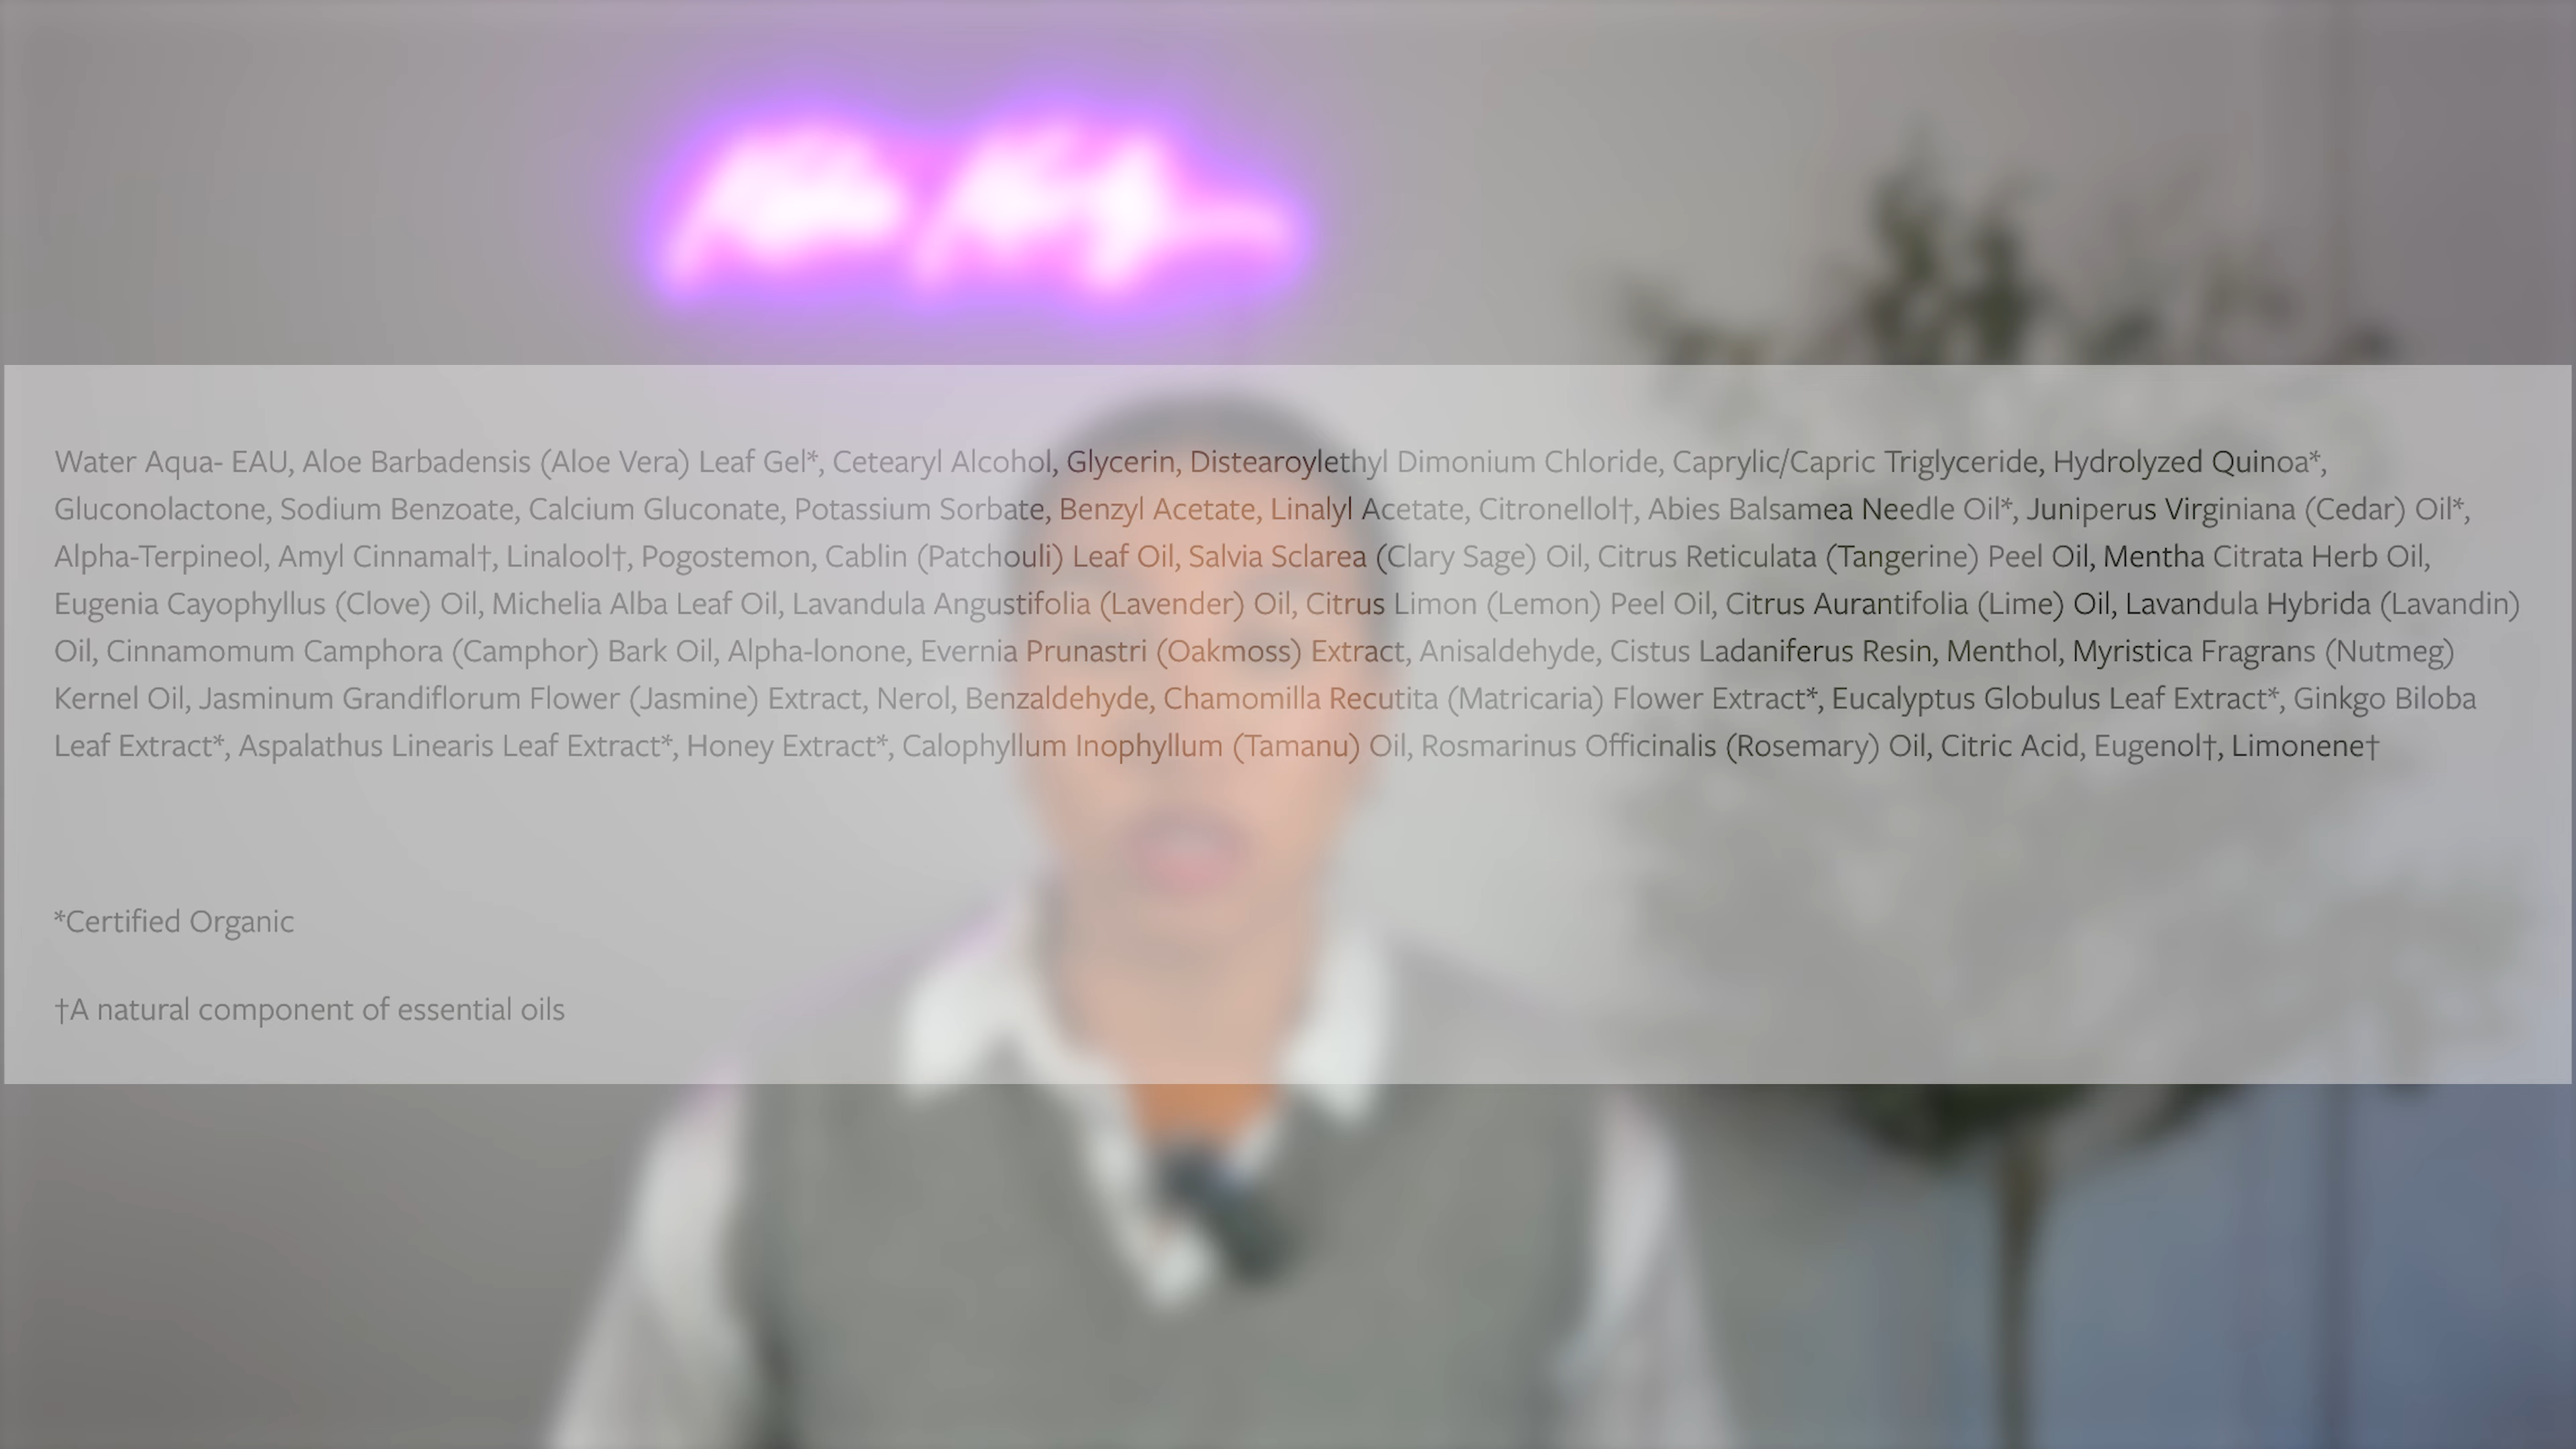 Water Aqua- EAU, Aloe Barbadensis (Aloe Vera) Leaf Gel*, Cetearyl Alcohol, Glycerin, Distearoylethyl Dimonium Chloride, Caprylic/Capric Triglyceride, Hydrolyzed Quinoa*,
Gluconolactone, Sodium Benzoate, Calcium Gluconate, Potassium Sorbate, Benzyl Acetate, Linalyl Acetate, Citronellol†, Abies Balsamea Needle Oil*, Juniperus Virginiana (Cedar) Oil*,
Alpha-Terpineol, Amyl Cinnamal†, Linalool†, Pogostemon, Cablin (Patchouli) Leaf Oil, Salvia Sclarea (Clary Sage) Oil, Citrus Reticulata (Tangerine) Peel Oil, Mentha Citrata Herb Oil,
Eugenia Cayophyllus (Clove) Oil, Michelia Alba Leaf Oil, Lavandula Angustifolia (Lavender) Oil, Citrus Limon (Lemon) Peel Oil, Citrus Aurantifolia (Lime) Oil, Lavandula Hybrida (Lavandin)
Oil, Cinnamomum Camphora (Camphor) Bark Oil, Alpha-Ionone, Evernia Prunastri (Oakmoss) Extract, Anisaldehyde, Cistus Ladaniferus Resin, Menthol, Myristica Fragrans (Nutmeg)
Kernel Oil, Jasminum Grandiflorum Flower (Jasmine) Extract, Nerol, Benzaldehyde, Chamomilla Recutita (Matricaria) Flower Extract*, Eucalyptus Globulus Leaf Extract*, Ginkgo Biloba
Leaf Extract*, Aspalathus Linearis Leaf Extract*, Honey Extract*, Calophyllum Inophyllum (Tamanu) Oil, Rosmarinus Officinalis (Rosemary) Oil, Citric Acid, Eugenol†, Limonene†
*Certified Organic
†A natural component of essential oils